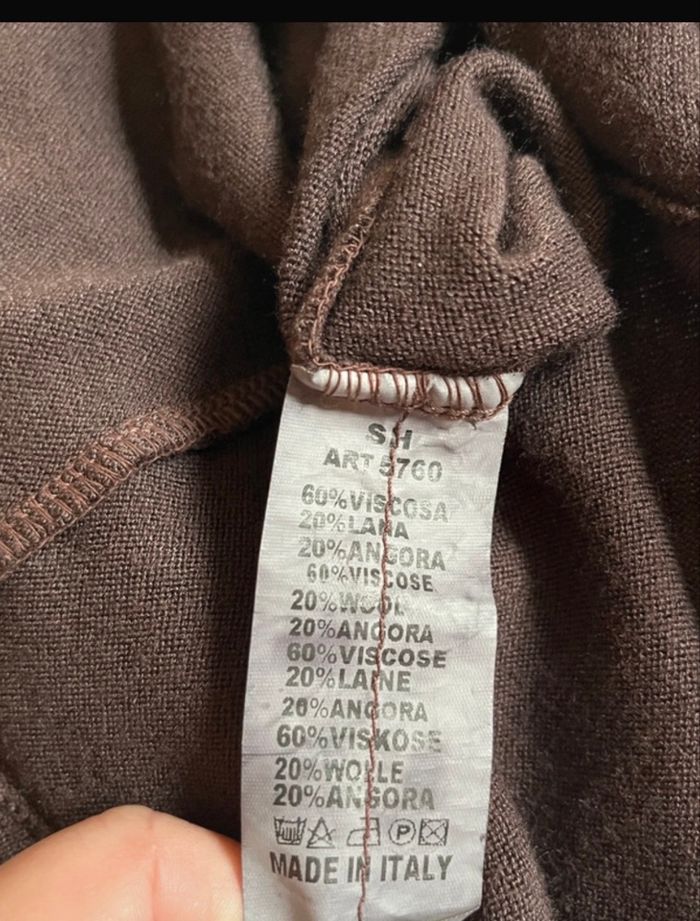 SH
ART 5760
60%VISCOSA
20%LANA
20%ANGORA
60%VISCOSE
20%WOOL
20%ANGORA
60%VISCOSE
20%LAINE
20%ANGORA
60%VISKOSE
20%WOLLE
20%ANGORA
P
MADE IN ITALY